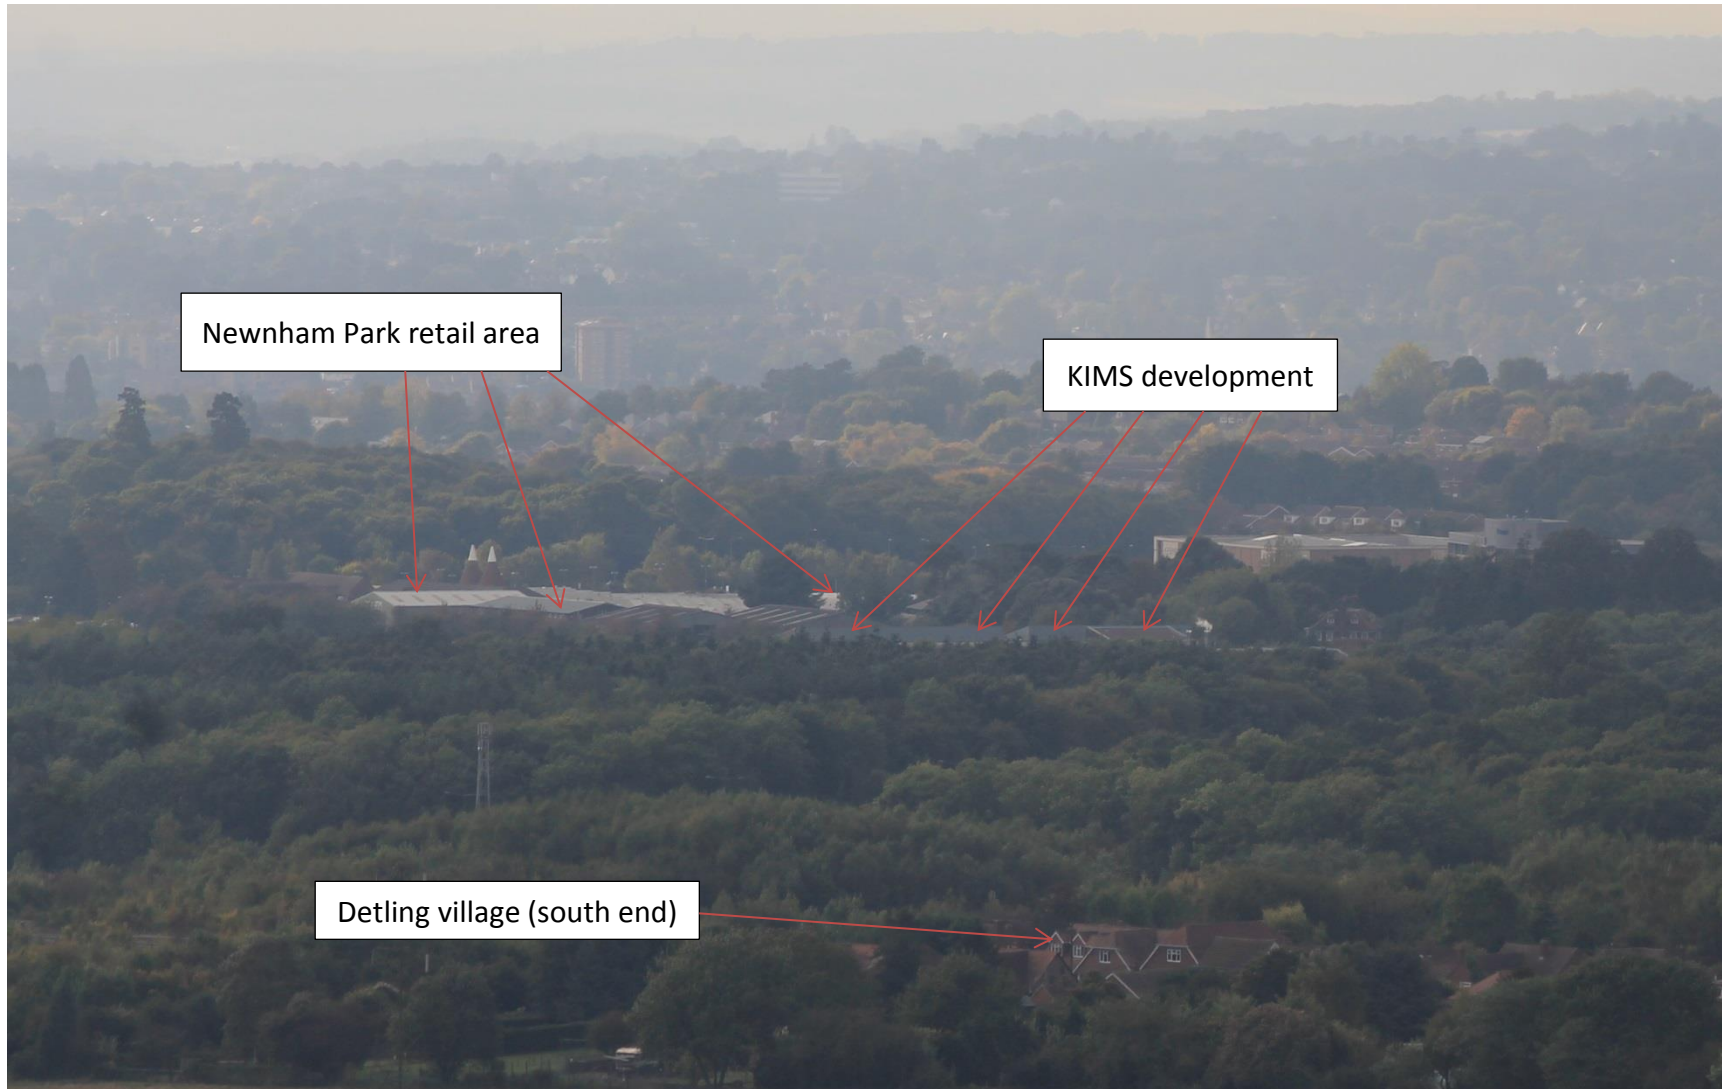 Newnham Park retail area
KIMS development
Detling village (south end)